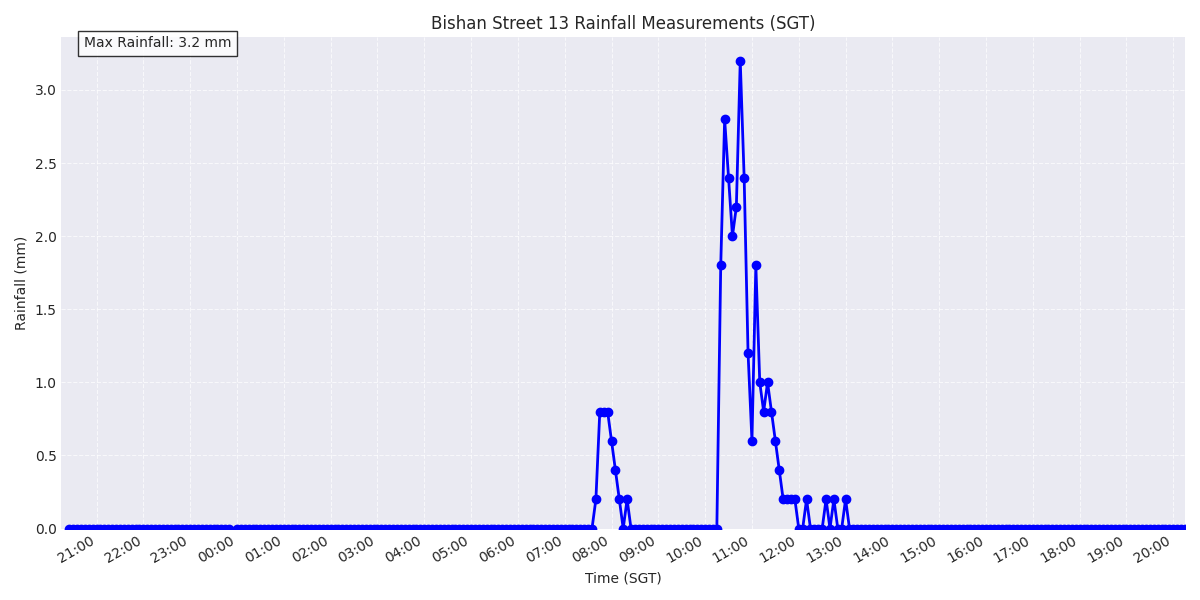 Bishan Street 13 Rainfall Measurements (SGT)
Max Rainfall: 3.2 mm
Rainfall (mm)
3.0
2.5
2.0
1.5
1.0
0.5
0.0
21:00 22:00 23:00 00:00 01:00 02:00 03:00 04:00 05:00 06:00 07:00 08:00 09:00 10:00 11:00 12:00 13:00 14:00 15:00 16:00 17:00 18:00 19:00 20:00
Time (SGT)